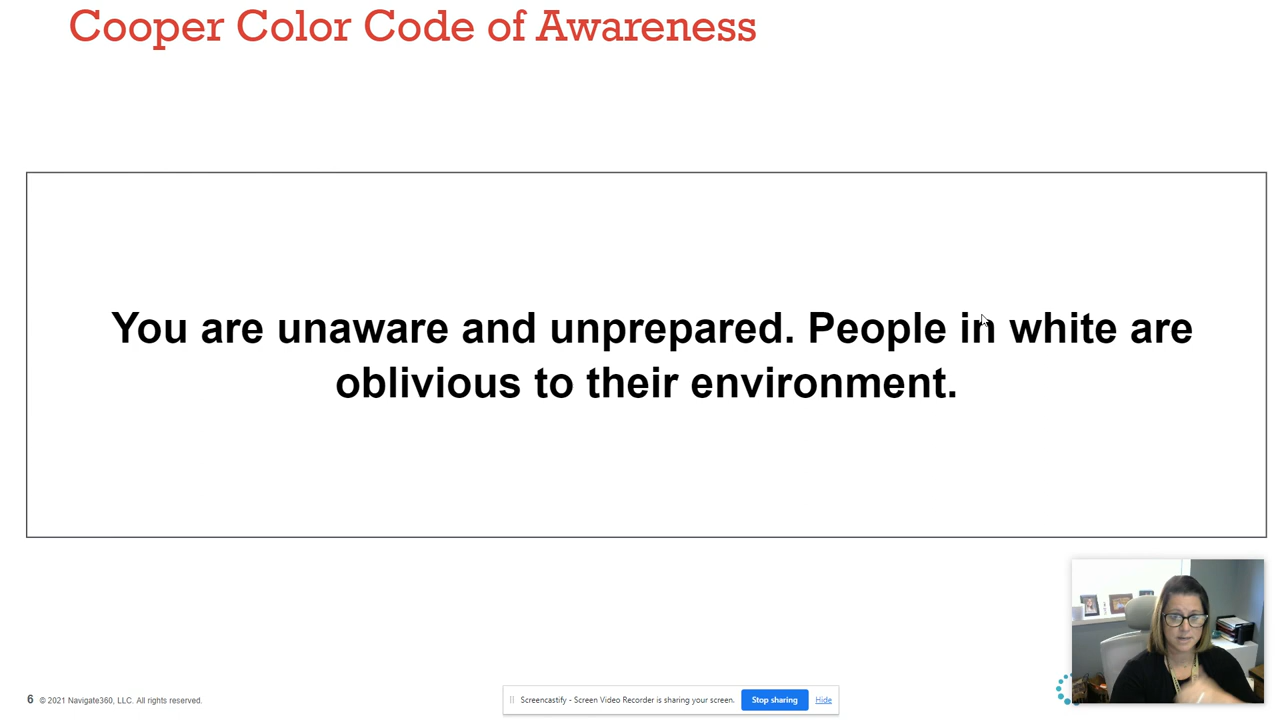 Cooper Color Code of Awareness
You are unaware and unprepared. People in white are
oblivious to their environment.
6 © 2021 Navigate360, LLC. All rights reserved.
Screencastify - Screen Video Recorder is sharing your screen. Stop sharing Hide